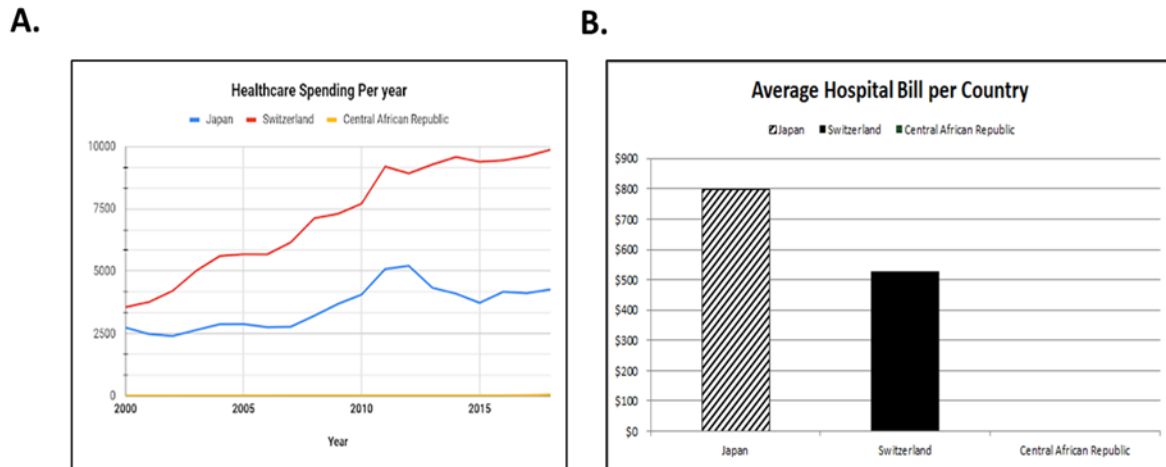 A.
B.
Healthcare Spending Per year
Japan Switzerland Central African Republic
10000
7500
5000
2500
0
2000 2005 2010 2015
Year
Average Hospital Bill per Country
Japan Switzerland Central African Republic
$900
$800
$700
$600
$500
$400
$300
$200
$100
$0
Japan Switzerland Central African Republic